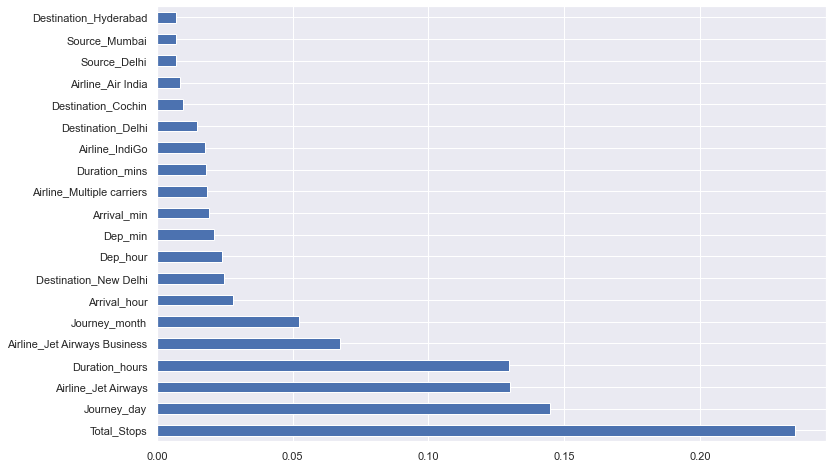 Destination_Hyderabad
Source_Mumbai
Source_Delhi
Airline_Air India
Destination_Cochin
Destination_Delhi
Airline_IndiGo
Duration_mins
Airline_Multiple carriers
Arrival_min
Dep_min
Dep_hour
Destination_New Delhi
Arrival_hour
Journey_month
Airline_Jet Airways Business
Duration_hours
Airline_Jet Airways
Journey_day
Total_Stops
0.00 0.05 0.10 0.15 0.20